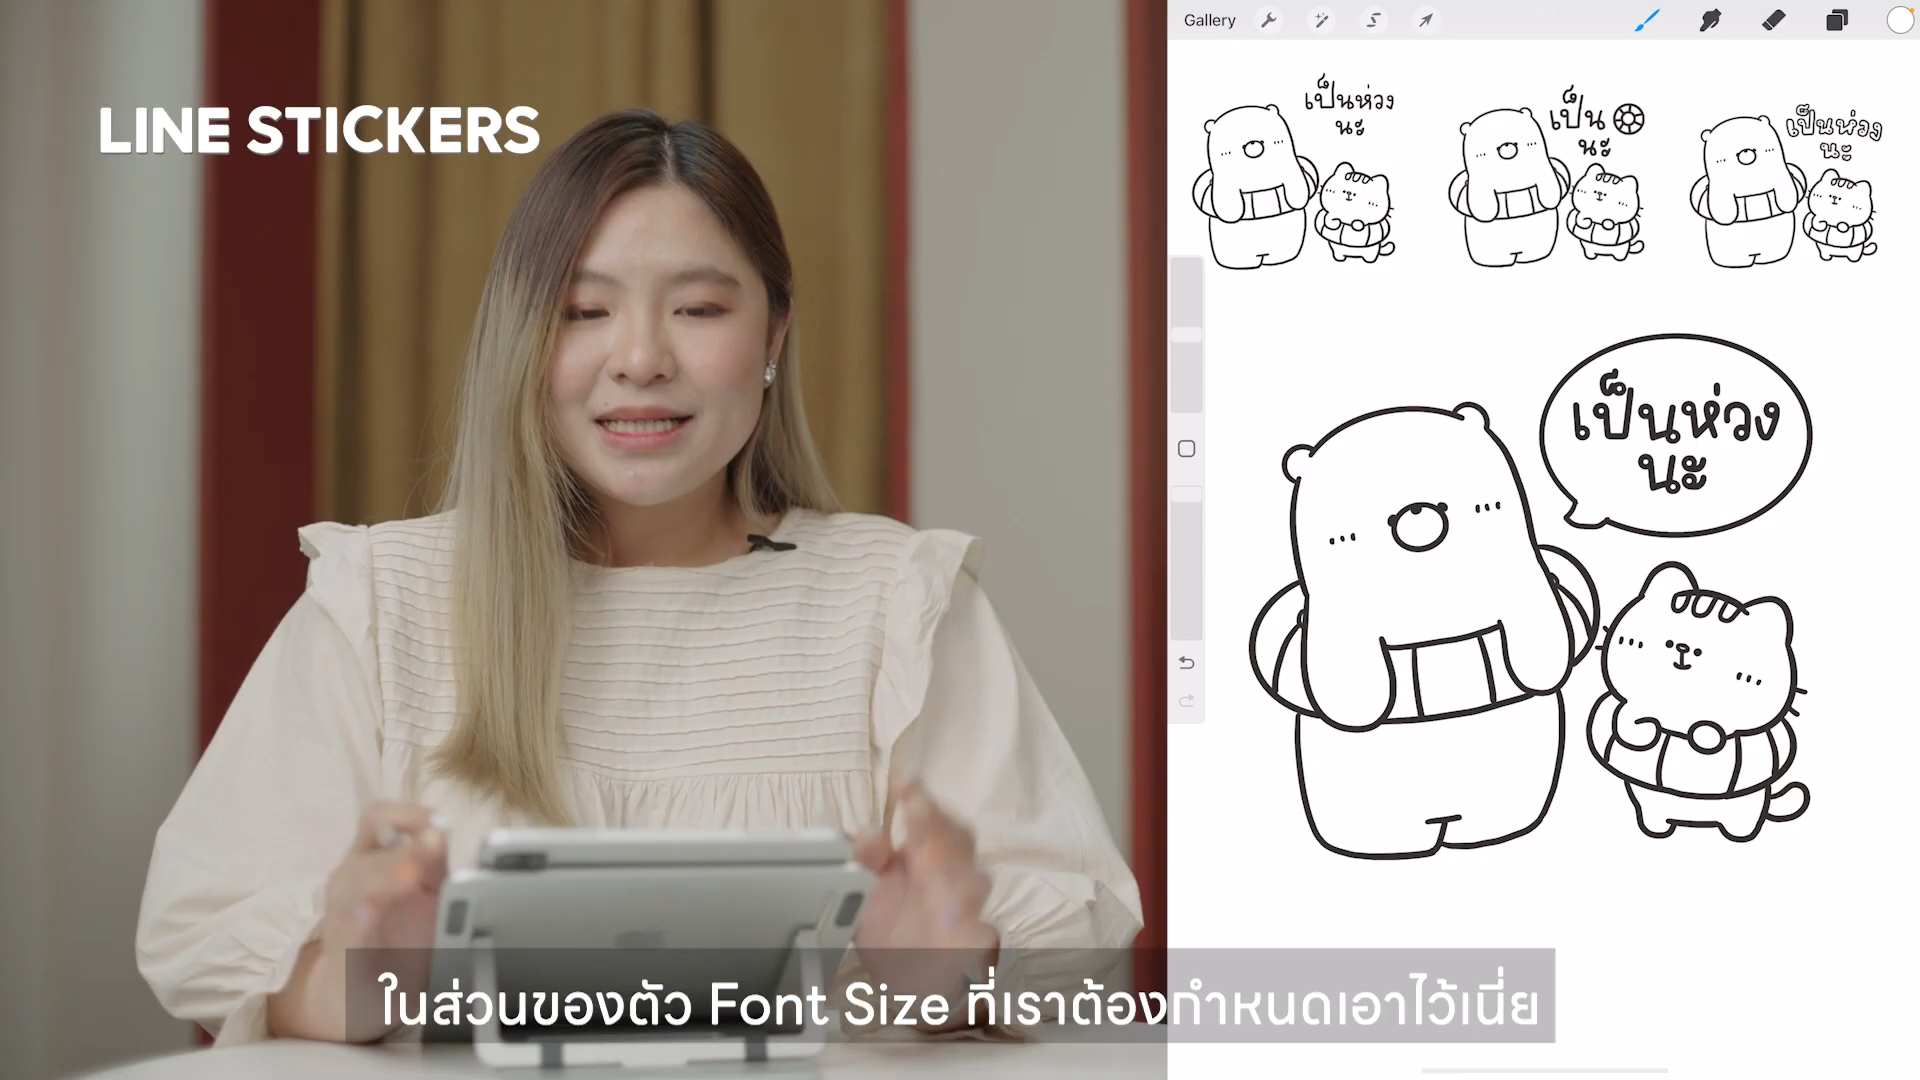 LINE STICKERS
Gallery
เป็นห่วง
นะ
เป็น
นะ
เป็นห่วง
นะ
เป็นห่วง
นะ
ในส่วนของตัว Font Size ที่เราต้องกำหนดเอาไว้เนี่ย